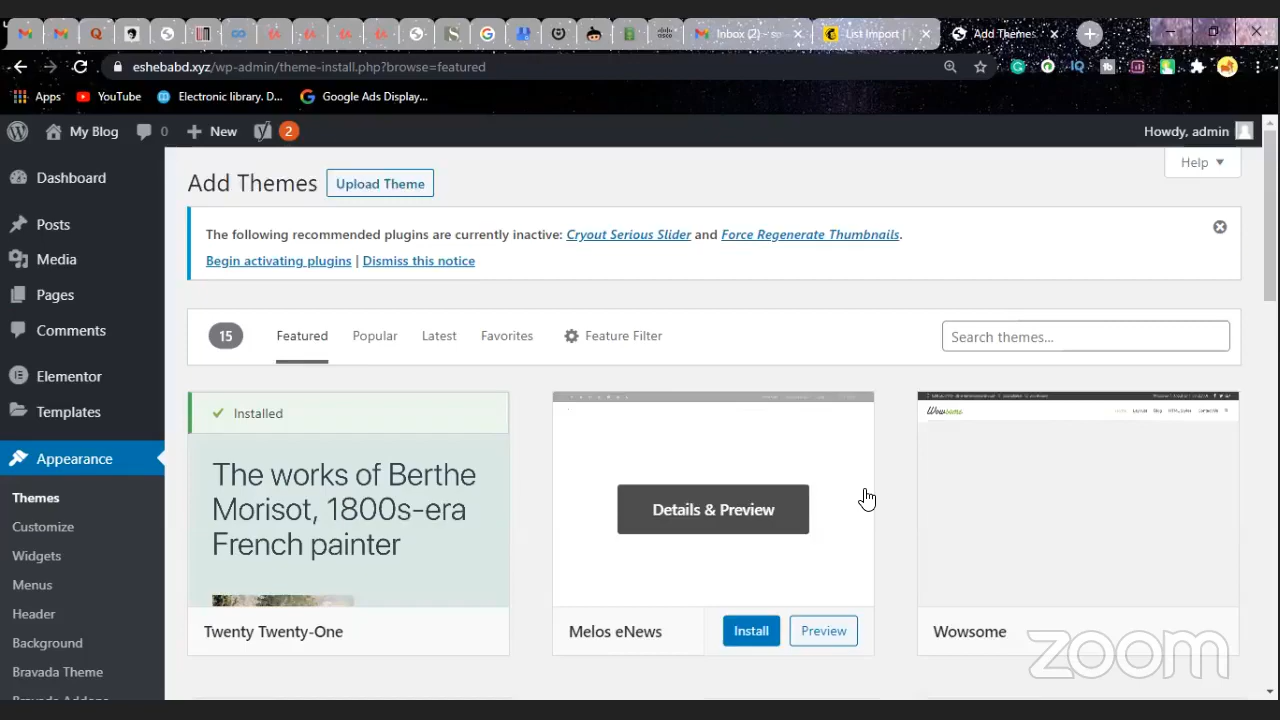 Inbox (2) - so
List Import |
Add Themes
eshebabd.xyz/wp-admin/theme-install.php?browse=featured
Apps YouTube Electronic library. D... Google Ads Display...
My Blog 0 New 2 Howdy, admin
Help
Dashboard
Posts
Media
Pages
Comments
Elementor
Templates
Appearance
Themes
Customize
Widgets
Menus
Header
Background
Bravada Theme
Bravada Addons
Add Themes Upload Theme
The following recommended plugins are currently inactive: Cryout Serious Slider and Force Regenerate Thumbnails.
Begin activating plugins | Dismiss this notice
15 Featured Popular Latest Favorites Feature Filter Search themes...
Installed
The works of Berthe
Morisot, 1800s-era
French painter
Twenty Twenty-One
Details & Preview
Melos eNews Install Preview
Wowsome
Wowsome
zoom